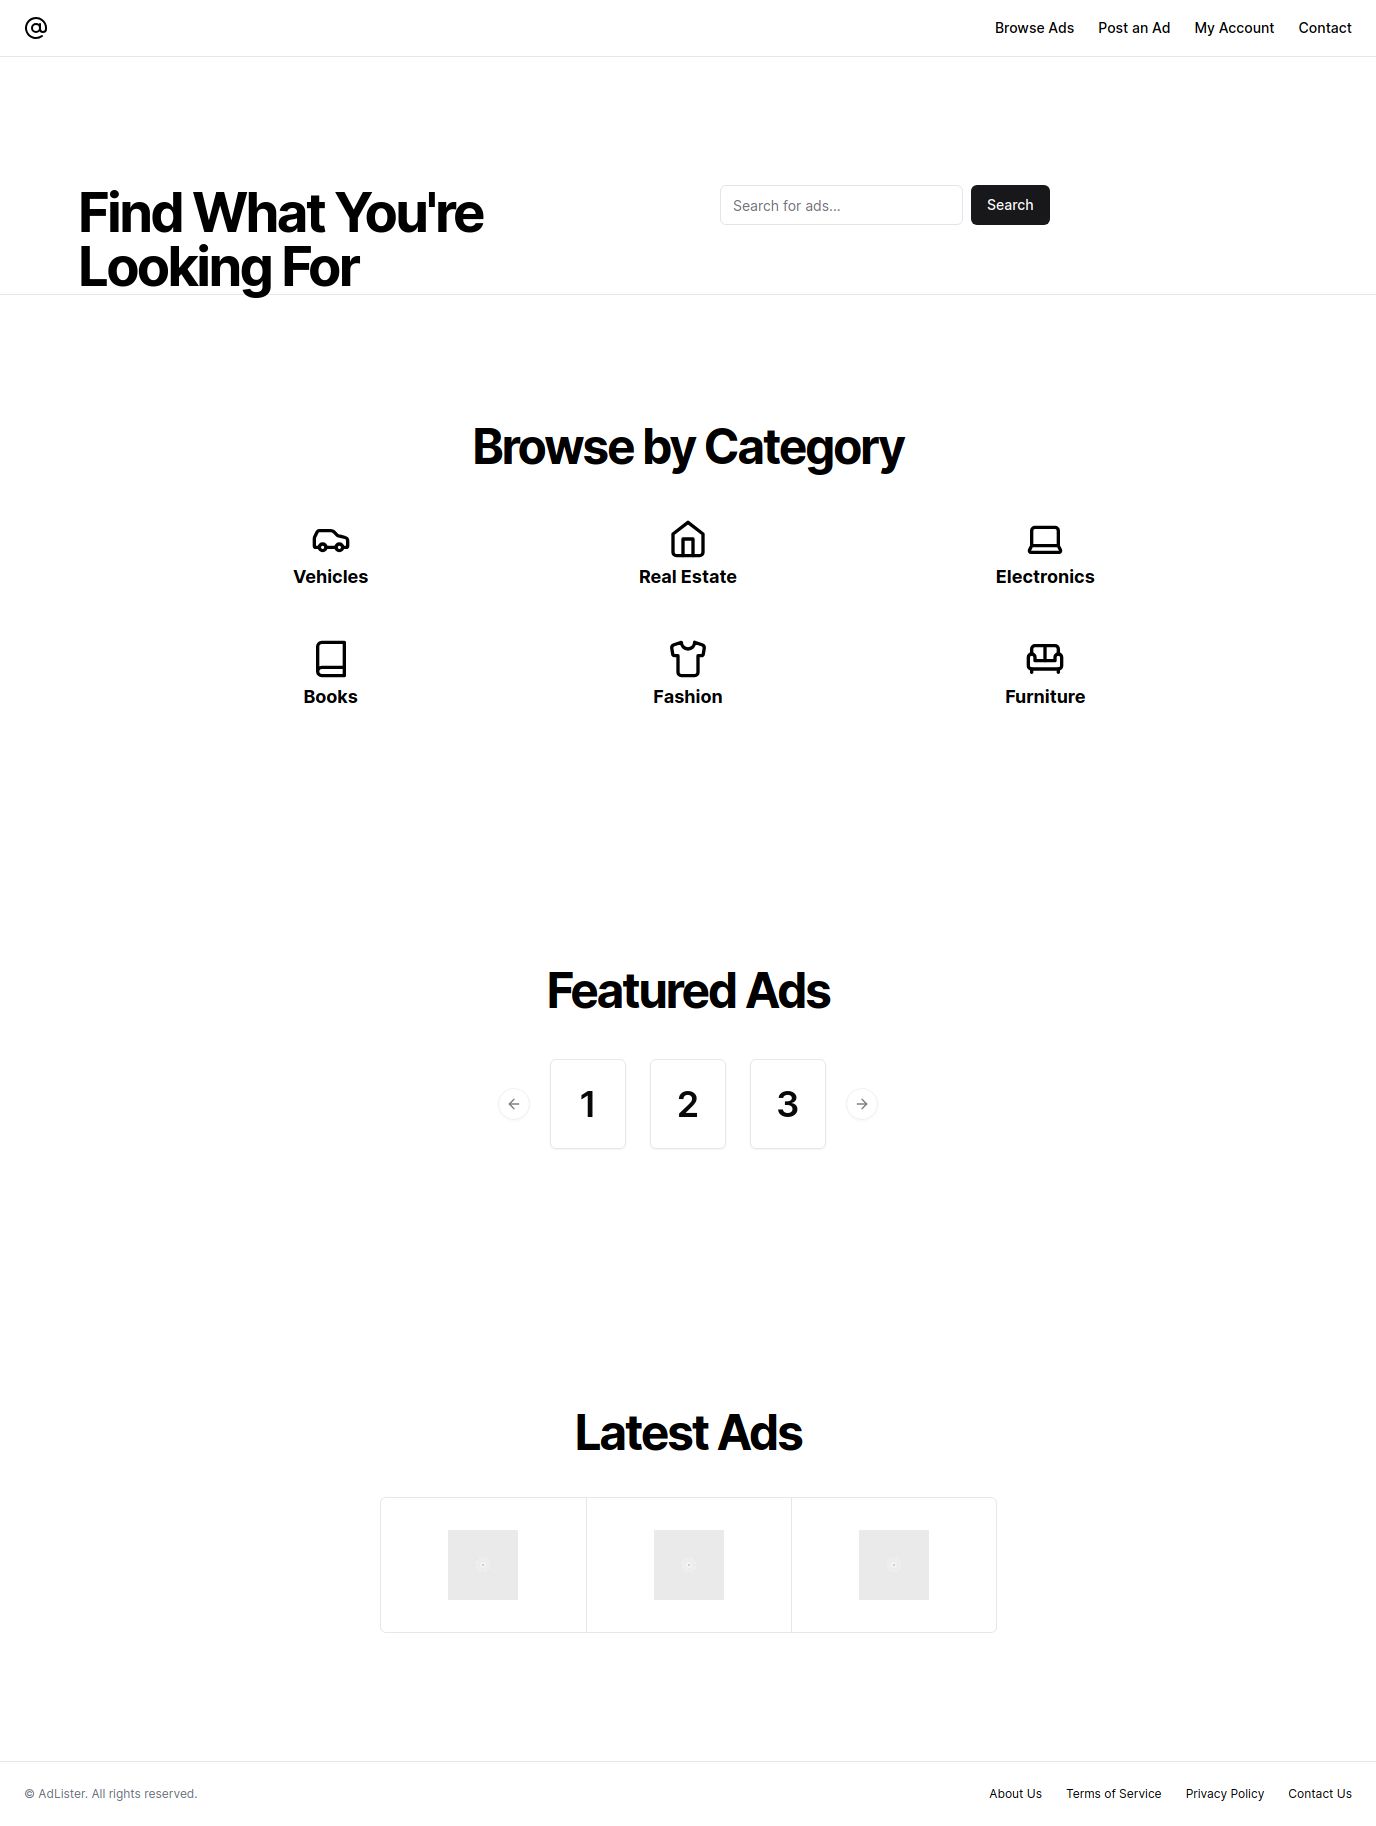 @
Browse Ads Post an Ad My Account Contact
Find What You're
Looking For
Search for ads...
Search
Browse by Category
Vehicles
Real Estate
Electronics
Books
Fashion
Furniture
Featured Ads
1
2
3
Latest Ads
© AdLister. All rights reserved.
About Us Terms of Service Privacy Policy Contact Us